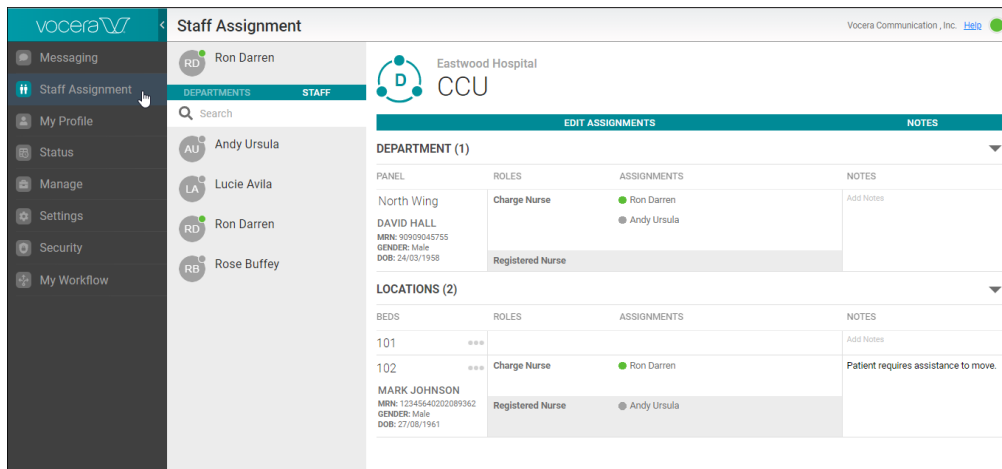 vocera
Messaging
Staff Assignment
My Profile
Status
Manage
Settings
Security
My Workflow
Staff Assignment
Vocera Communication , Inc. Help
RD Ron Darren
DEPARTMENTS STAFF
Search
AU Andy Ursula
LA Lucie Avila
RD Ron Darren
RB Rose Buffey
D
Eastwood Hospital
CCU
EDIT ASSIGNMENTS NOTES
DEPARTMENT (1)
PANEL ROLES ASSIGNMENTS NOTES
North Wing Charge Nurse Ron Darren Add Notes
Andy Ursula
DAVID HALL
MRN: 90909045755
GENDER: Male
DOB: 24/03/1958
Registered Nurse
LOCATIONS (2)
BEDS ROLES ASSIGNMENTS NOTES
101 Add Notes
102 Charge Nurse Ron Darren Patient requires assistance to move.
MARK JOHNSON
MRN: 12345640202089362
GENDER: Male
DOB: 27/08/1961
Registered Nurse Andy Ursula